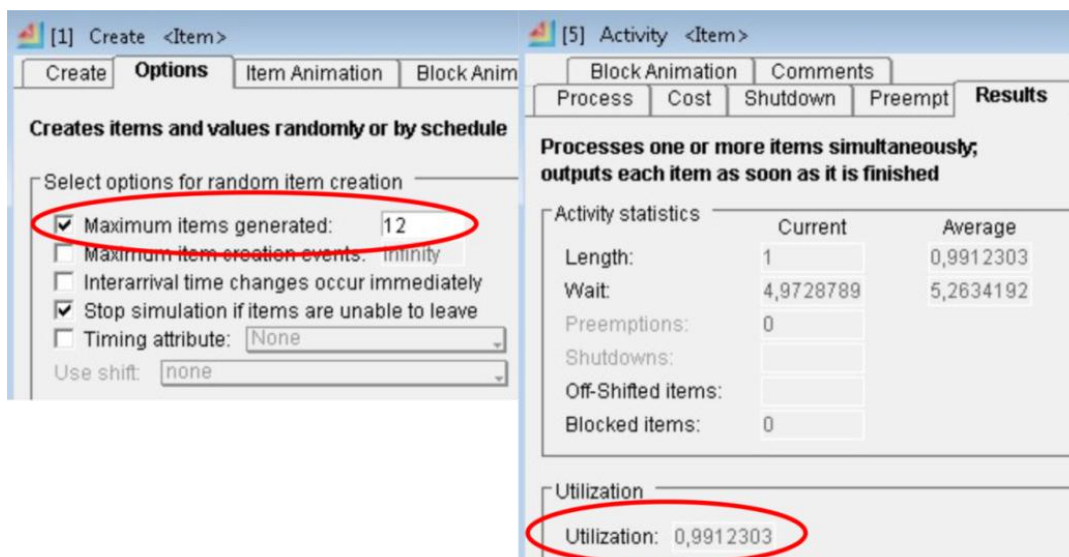 [1] Create <Item>
Create
Options
Item Animation
Block Anim
Creates items and values randomly or by schedule
Select options for random item creation
Maximum items generated: 12
Maximum item creation events: Infinity
Interarrival time changes occur immediately
Stop simulation if items are unable to leave
Timing attribute: None
Use shift: none
[5] Activity <Item>
Block Animation
Comments
Process
Cost
Shutdown
Preempt
Results
Processes one or more items simultaneously;
outputs each item as soon as it is finished
Activity statistics
Current Average
Length: 1 0,9912303
Wait: 4,9728789 5,2634192
Preemptions: 0
Shutdowns:
Off-Shifted items:
Blocked items: 0
Utilization
Utilization: 0,9912303